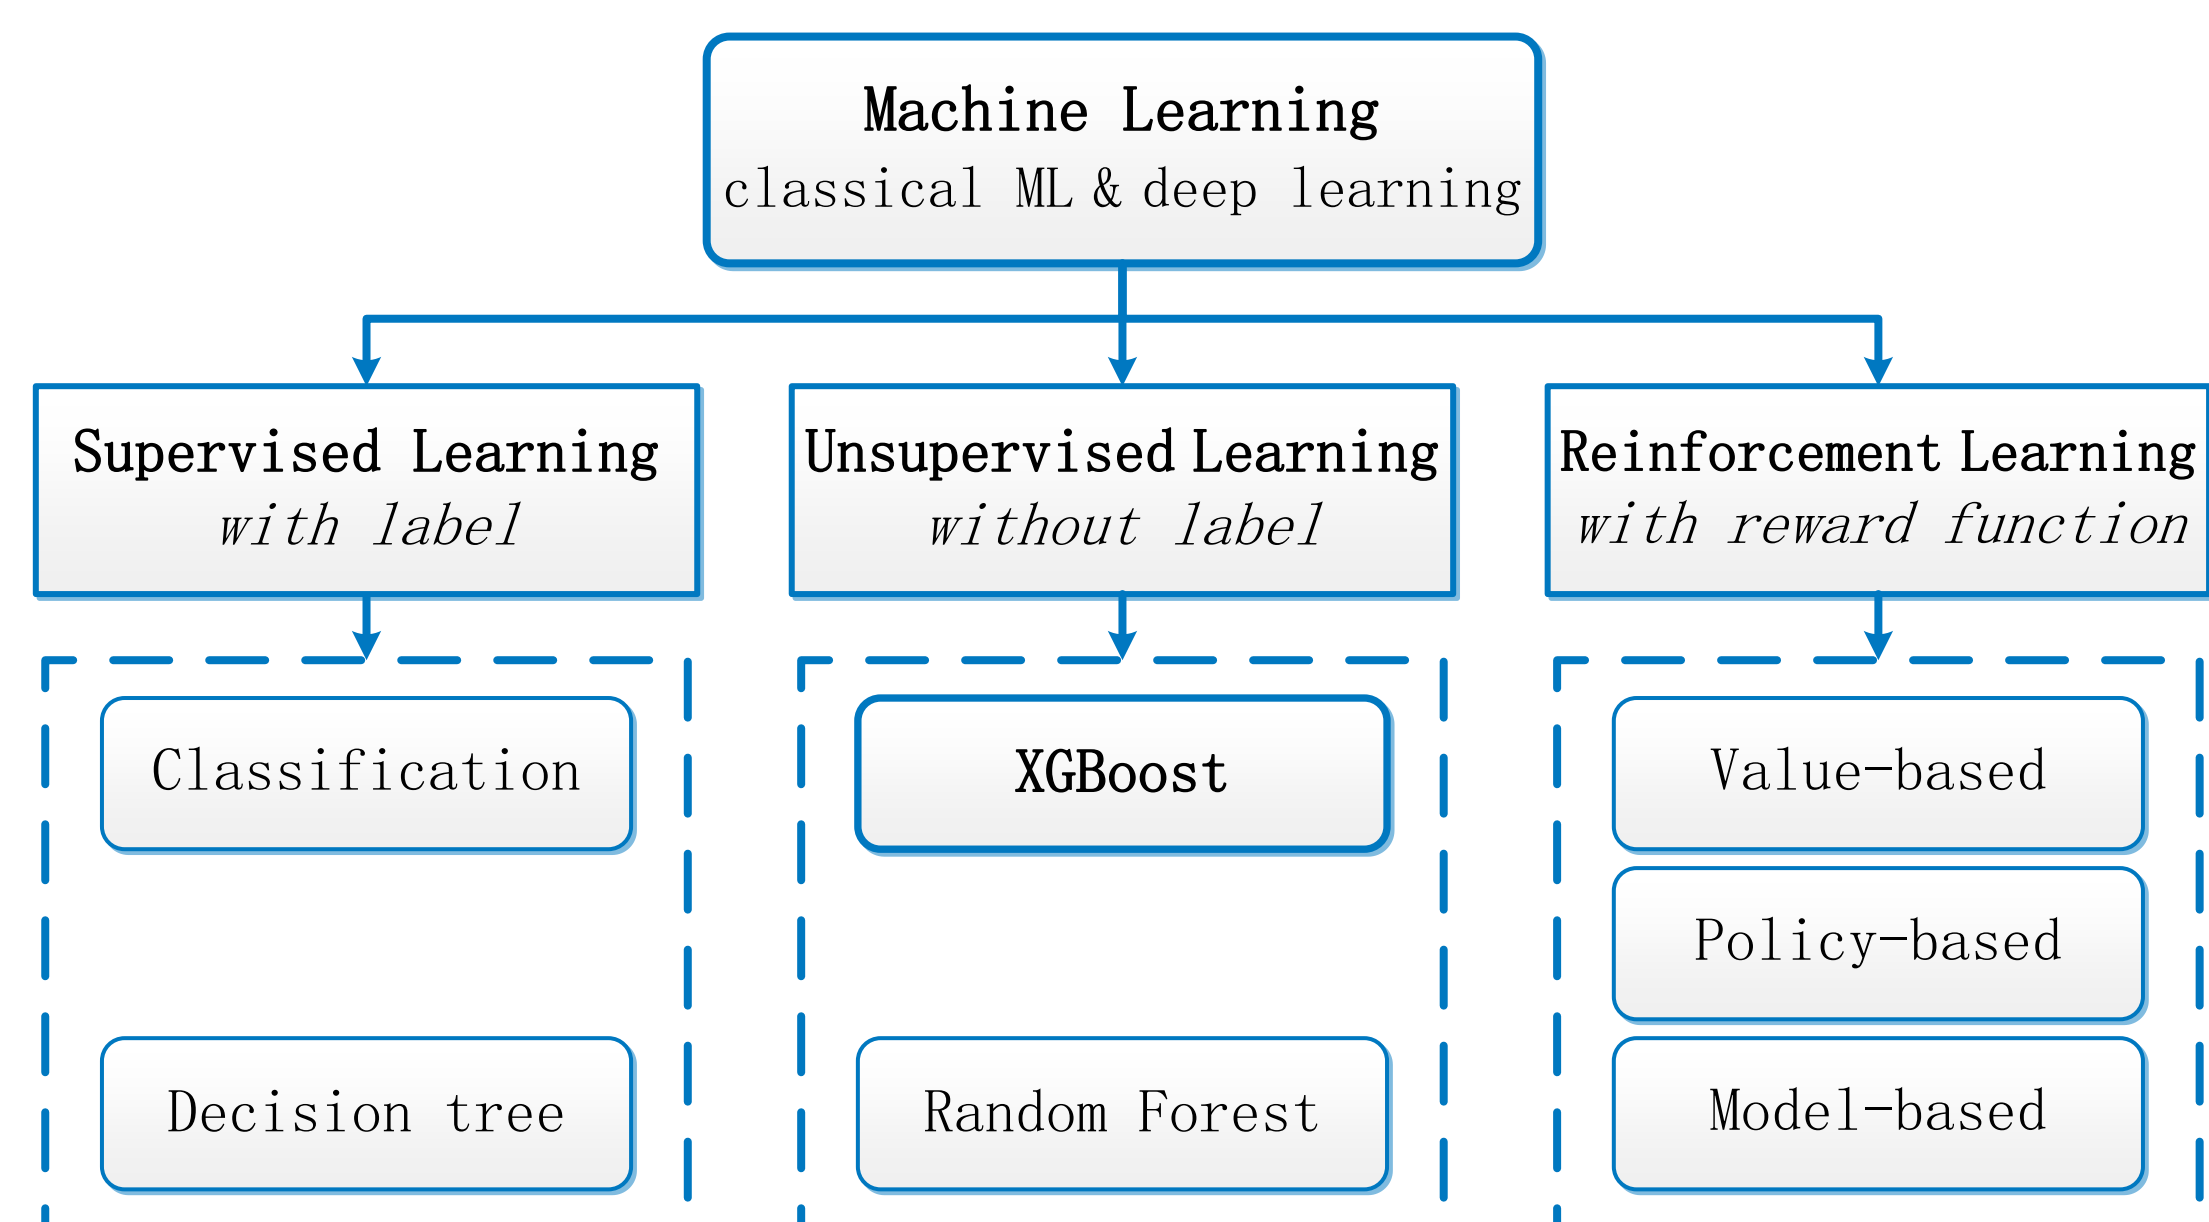 Machine Learning
classical ML & deep learning
Supervised Learning
with label
Unsupervised Learning
without label
Reinforcement Learning
with reward function
Classification
Decision tree
XGBoost
Random Forest
Value-based
Policy-based
Model-based